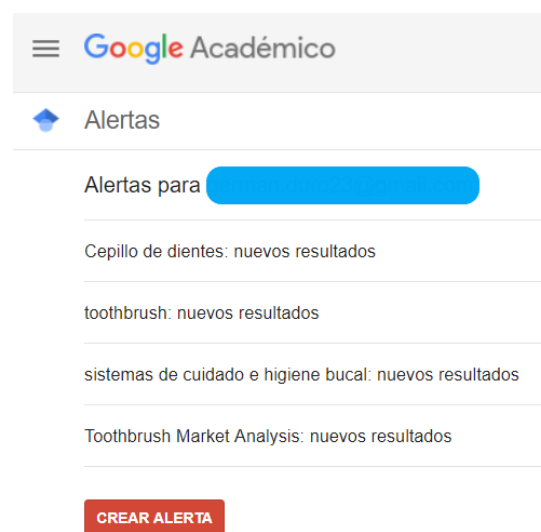 Google Académico
Alertas
Alertas para
Cepillo de dientes: nuevos resultados
toothbrush: nuevos resultados
sistemas de cuidado e higiene bucal: nuevos resultados
Toothbrush Market Analysis: nuevos resultados
CREAR ALERTA